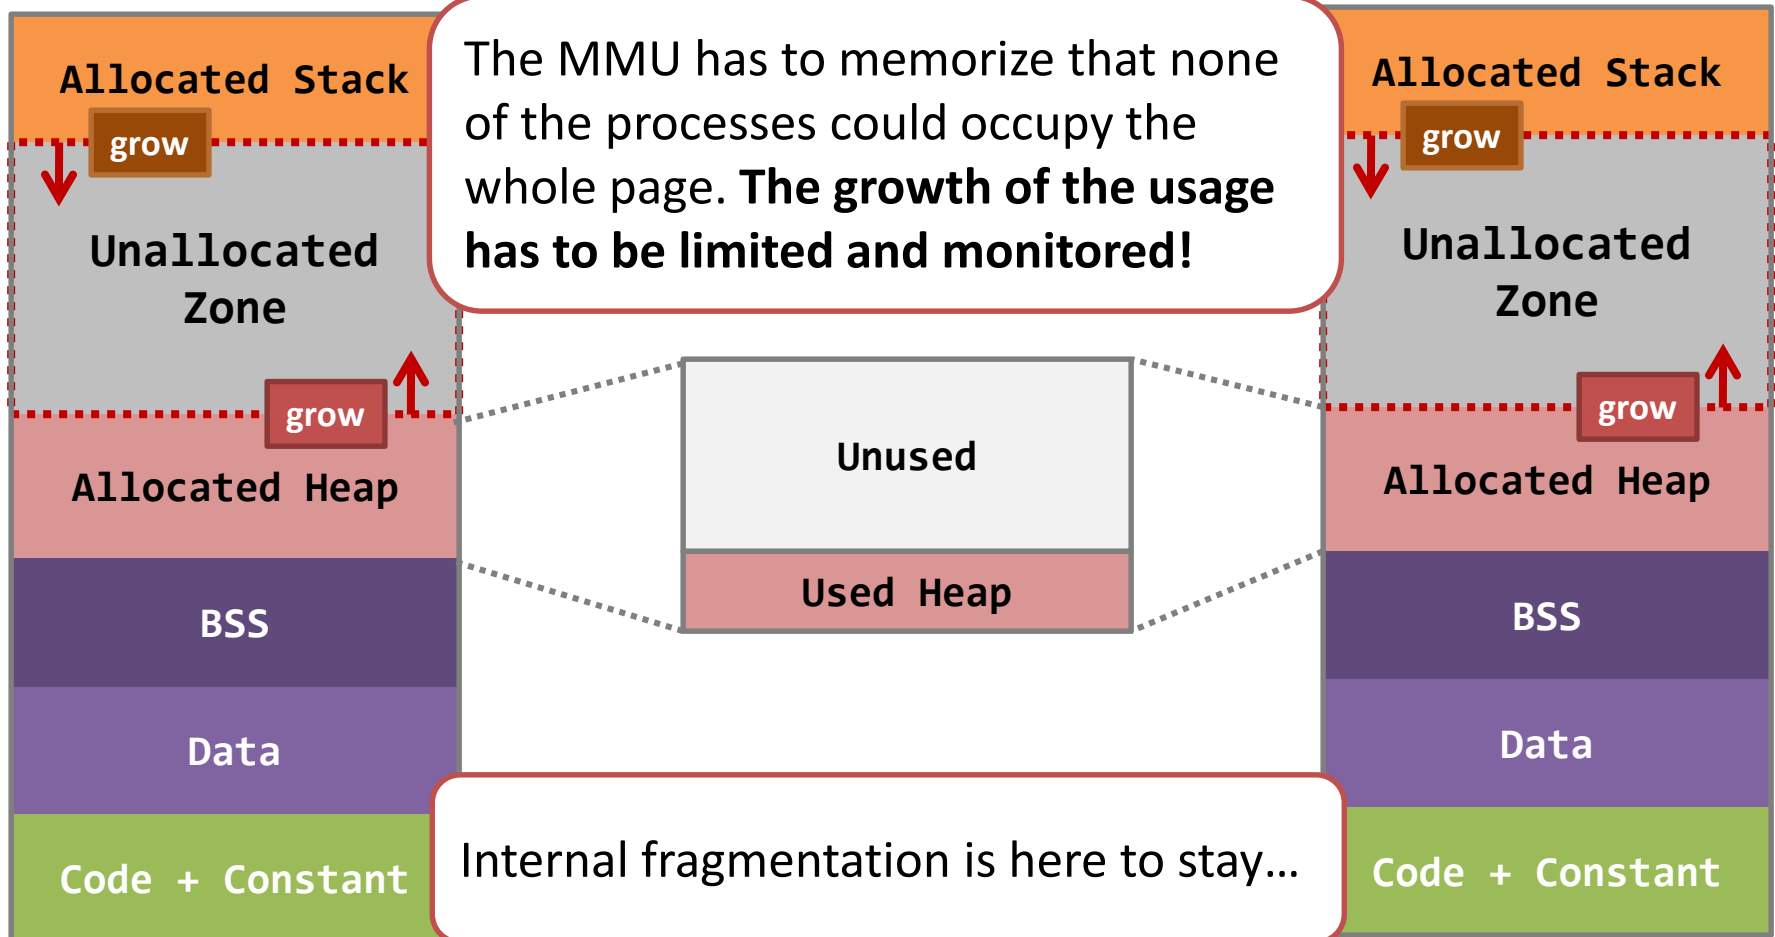 Allocated Stack
grow
Unallocated
Zone
grow
Allocated Heap
BSS
Data
Code + Constant
The MMU has to memorize that none
of the processes could occupy the
whole page. The growth of the usage
has to be limited and monitored!
Unused
Used Heap
Internal fragmentation is here to stay…
Allocated Stack
grow
Unallocated
Zone
grow
Allocated Heap
BSS
Data
Code + Constant